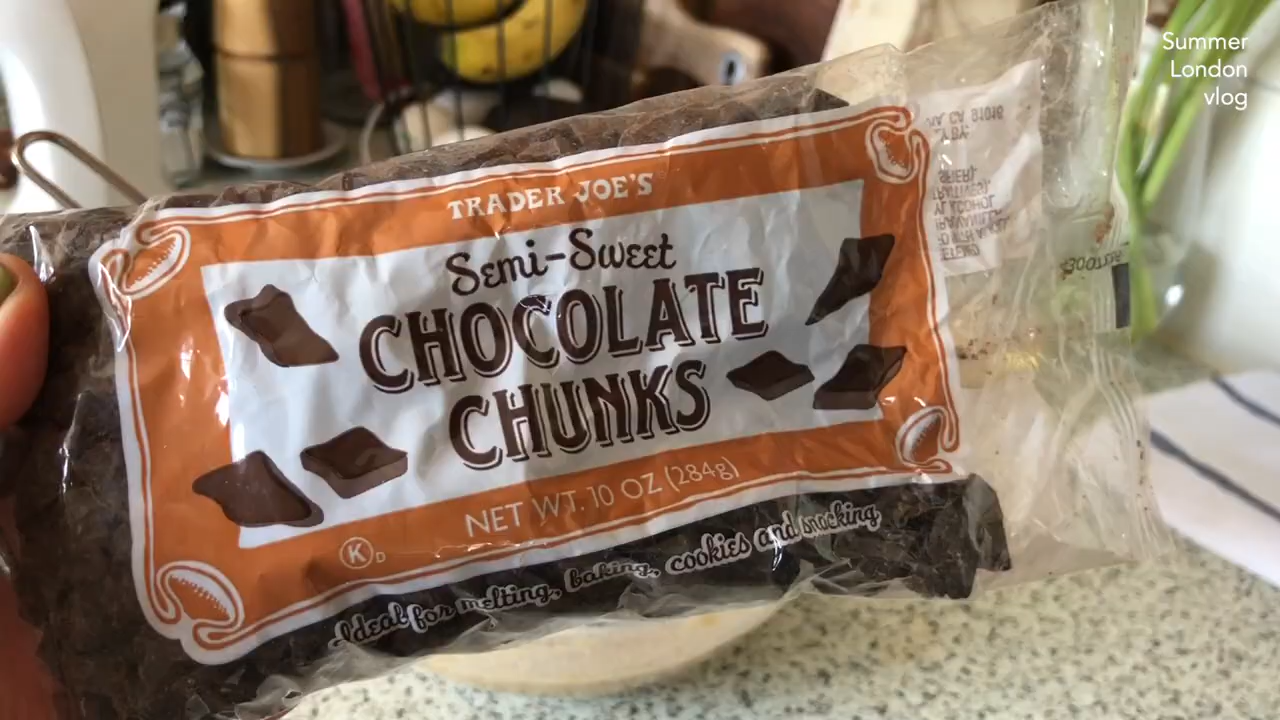 Summer
London
vlog
TRADER JOE'S
Semi-Sweet
CHOCOLATE
CHUNKS
NET WT. 10 OZ (284g)
K D
Ideal for melting, baking, cookies and snacking